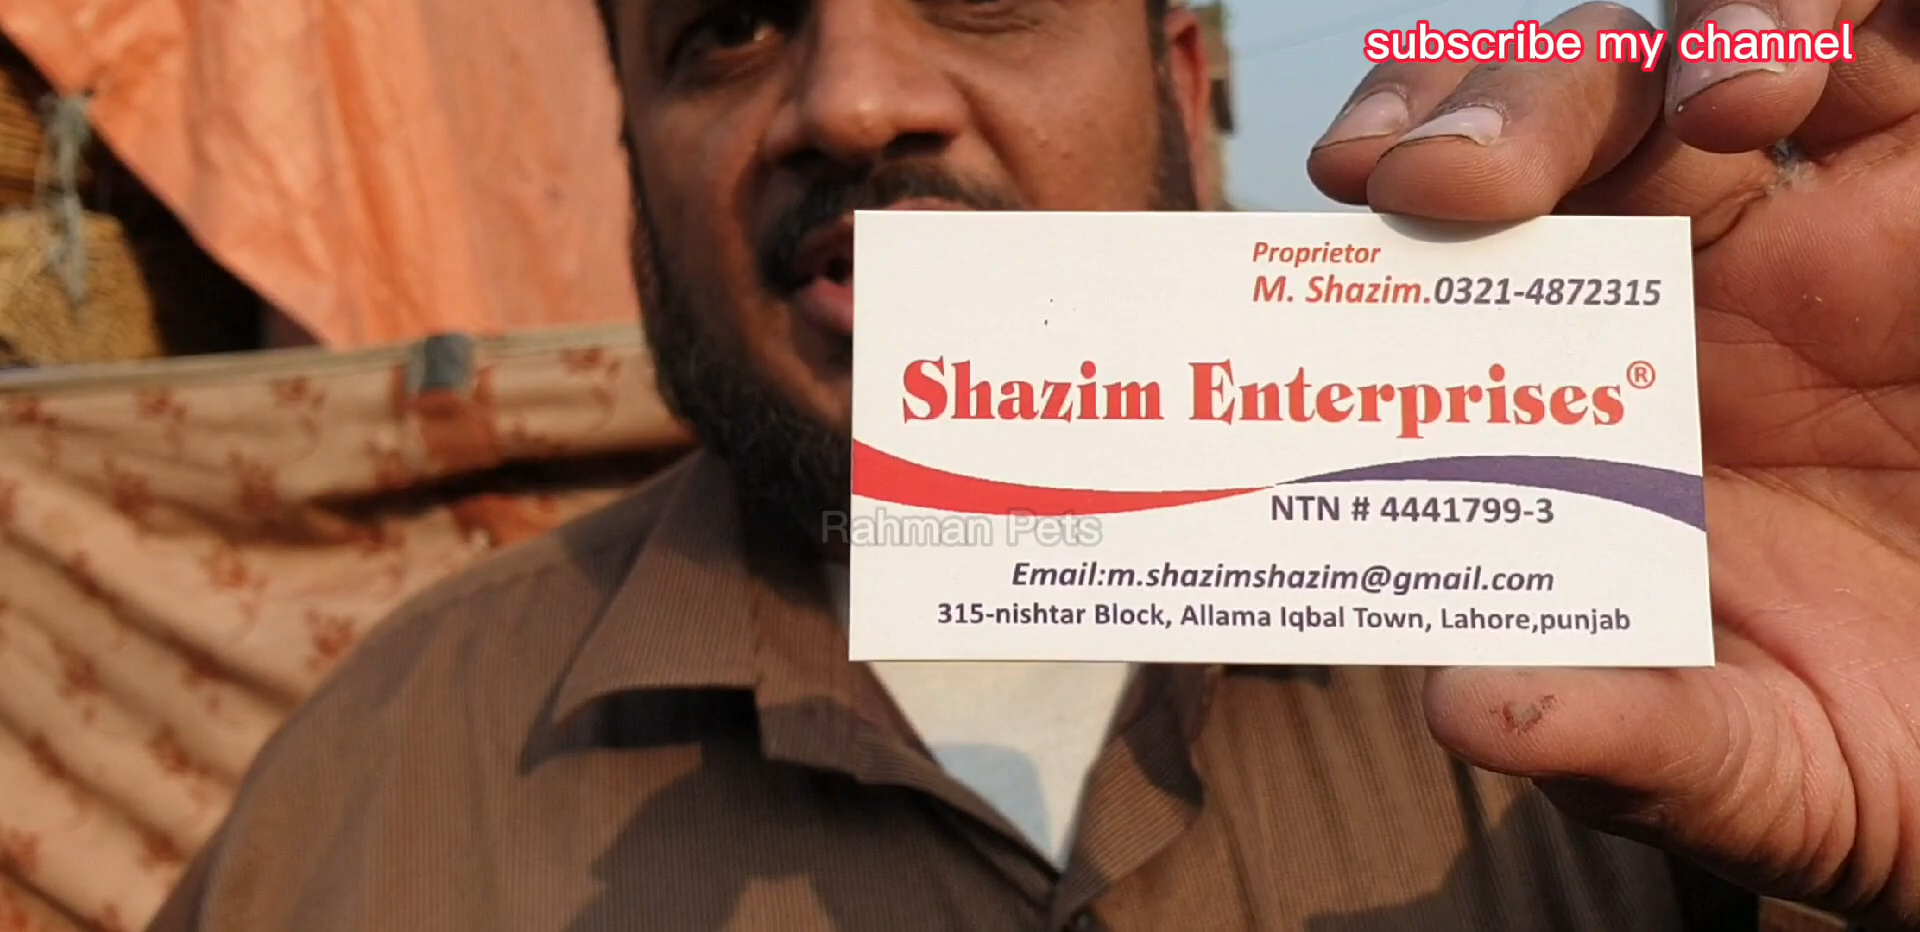 subscribe my channel
Proprietor
M. Shazim.0321-4872315
Shazim Enterprises®
NTN # 4441799-3
Rahman Pets
Email:m.shazimshazim@gmail.com
315-nishtar Block, Allama Iqbal Town, Lahore,punjab